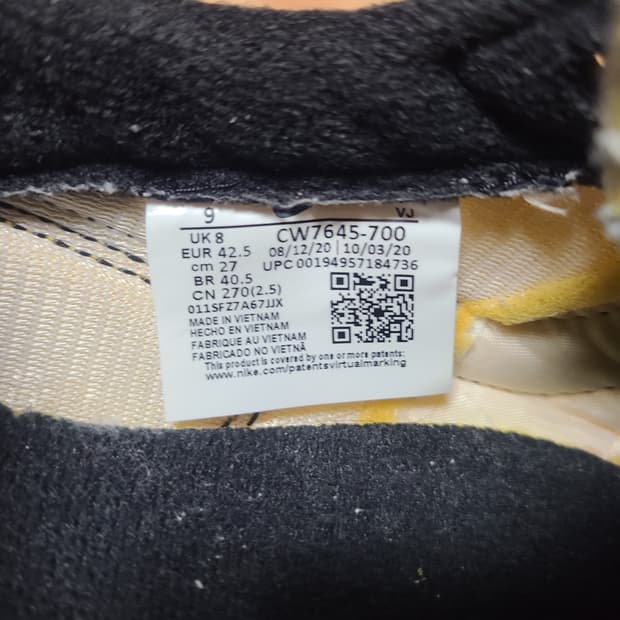 9 VJ
UK 8 CW7645-700
EUR 42.5 08/12/20 | 10/03/20
cm 27 UPC 00194957184736
BR 40.5
CN 270(2.5)
011SFZ7A67JJX
MADE IN VIETNAM
HECHO EN VIETNAM
FABRIQUE AU VIETNAM
FABRICADO NO VIETNÃ
This product is covered by one or more patents:
www.nike.com/patentsvirtualmarking